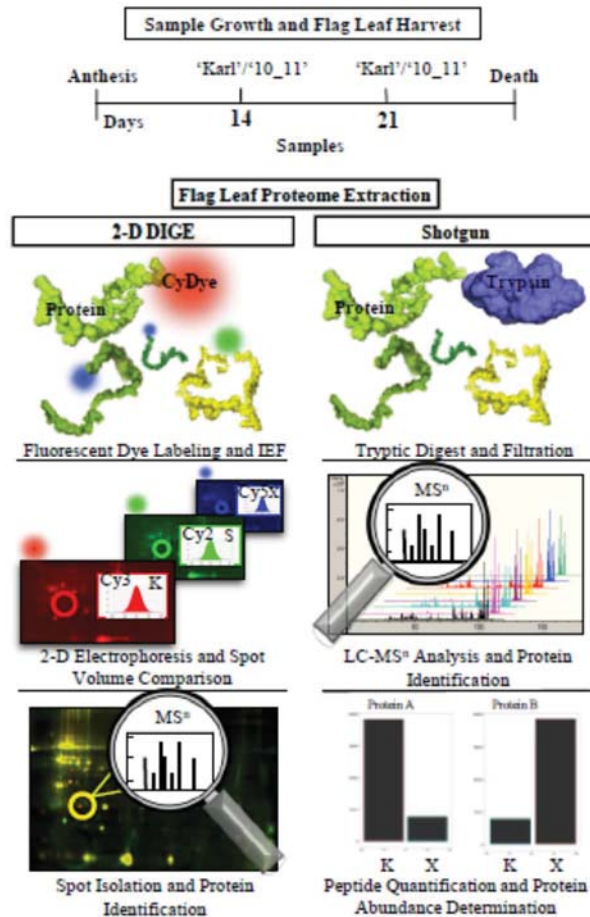 Sample Growth and Flag Leaf Harvest
Anthesis ‘Karl’/‘10_11’ ‘Karl’/‘10_11’ Death
Days 14 21
Samples
Flag Leaf Proteome Extraction
2-D DIGE
CyDye
Protein
Fluorescent Dye Labeling and IEF
Cy5 X
Cy2 S
Cy3 K
2-D Electrophoresis and Spot
Volume Comparison
MSⁿ
Spot Isolation and Protein
Identification
Shotgun
Trypsin
Protein
Tryptic Digest and Filtration
MSⁿ
50 100 150
LC-MSⁿ Analysis and Protein
Identification
Protein A Protein B
K X K X
Peptide Quantification and Protein
Abundance Determination